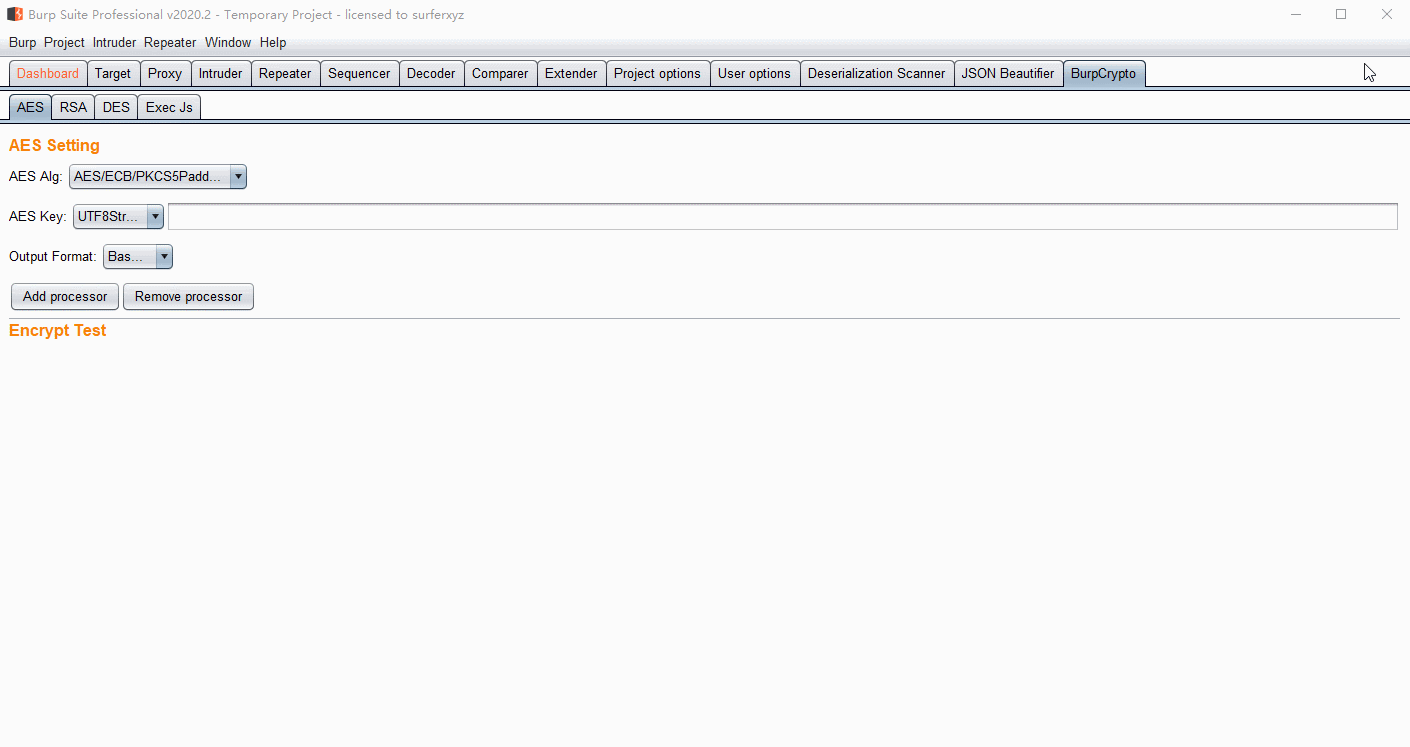 Burp Suite Professional v2020.2 - Temporary Project - licensed to surferxyz
Burp Project Intruder Repeater Window Help
Dashboard Target Proxy Intruder Repeater Sequencer Decoder Comparer Extender Project options User options Deserialization Scanner JSON Beautifier BurpCrypto
AES RSA DES Exec Js
AES Setting
AES Alg: AES/ECB/PKCS5Padd...
AES Key: UTF8Str...
Output Format: Bas...
Add processor Remove processor
Encrypt Test